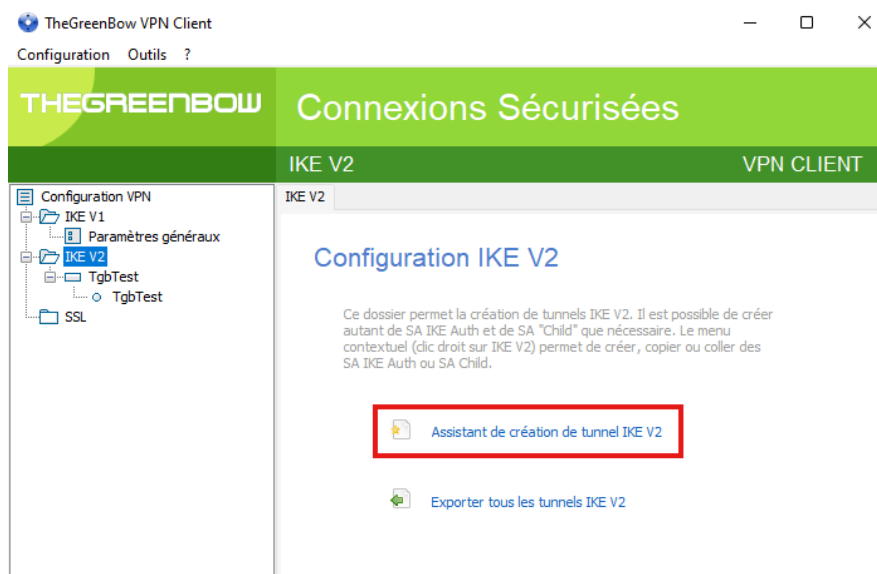 TheGreenBow VPN Client
Configuration Outils ?
THEGREENBOW
Connexions Sécurisées
IKE V2
VPN CLIENT
Configuration VPN
IKE V1
Paramètres généraux
IKE V2
TgbTest
TgbTest
SSL
IKE V2
Configuration IKE V2
Ce dossier permet la création de tunnels IKE V2. Il est possible de créer
autant de SA IKE Auth et de SA "Child" que nécessaire. Le menu
contextuel (clic droit sur IKE V2) permet de créer, copier ou coller des
SA IKE Auth ou SA Child.
Assistant de création de tunnel IKE V2
Exporter tous les tunnels IKE V2